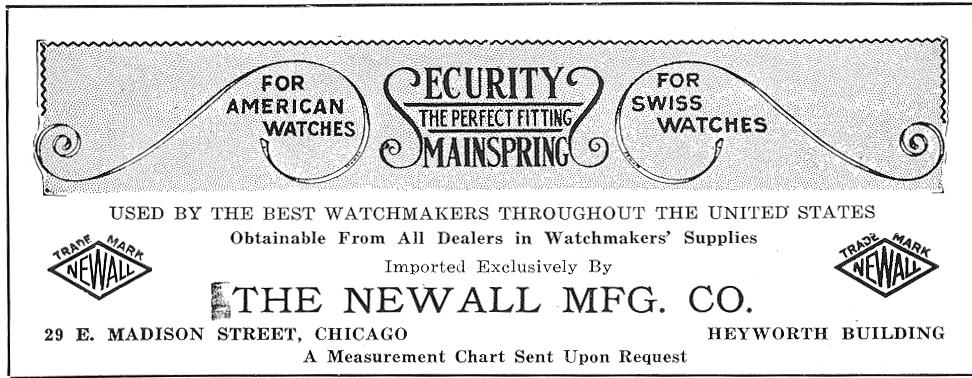 FOR
AMERICAN
WATCHES
SECURITY
THE PERFECT FITTING
MAINSPRING
FOR
SWISS
WATCHES
USED BY THE BEST WATCHMAKERS THROUGHOUT THE UNITED STATES
Obtainable From All Dealers in Watchmakers' Supplies
TRADE MARK
NEWALL
TRADE MARK
NEWALL
Imported Exclusively By
THE NEWALL MFG. CO.
29 E. MADISON STREET, CHICAGO
HEYWORTH BUILDING
A Measurement Chart Sent Upon Request